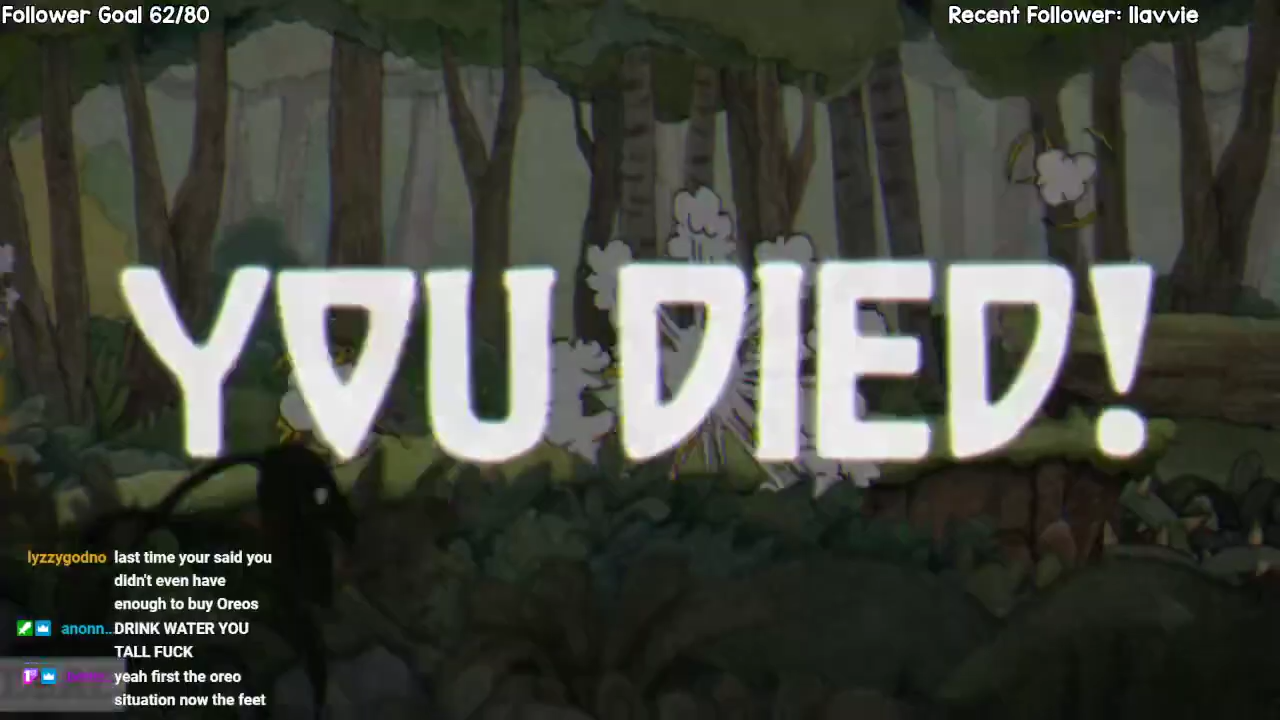 Follower Goal 62/80
Recent Follower: llavvie
YOU DIED!
lyzzygodno last time your said you
didn't even have
enough to buy Oreos
anonn... DRINK WATER YOU
TALL FUCK
yeah first the oreo
situation now the feet